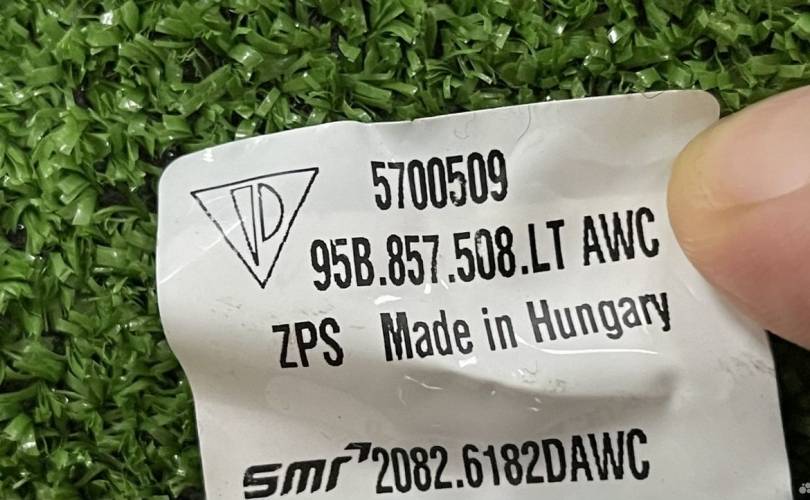 5700509
95B.857.508.LT AWC
ZPS Made in Hungary
smr 2082.6182DAWC